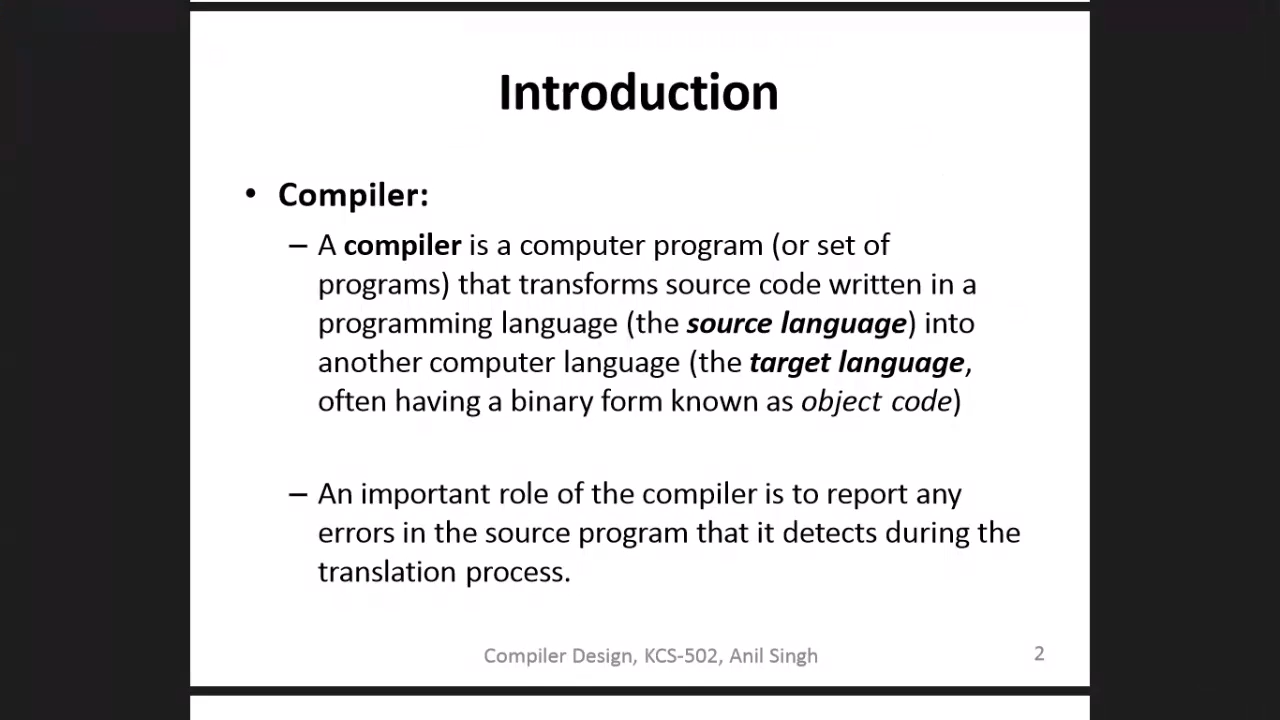 Introduction
• Compiler:
– A compiler is a computer program (or set of
programs) that transforms source code written in a
programming language (the source language) into
another computer language (the target language,
often having a binary form known as object code)
– An important role of the compiler is to report any
errors in the source program that it detects during the
translation process.
Compiler Design, KCS-502, Anil Singh
2